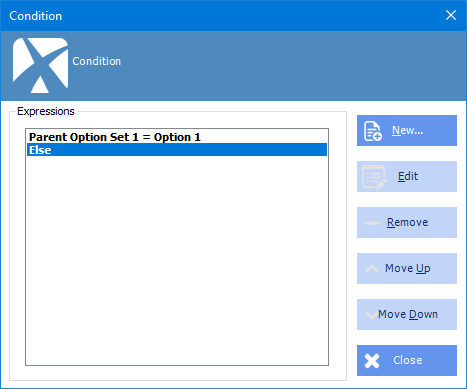 Condition
Condition
Expressions
Parent Option Set 1 = Option 1
Else
New...
Edit
Remove
Move Up
Move Down
Close